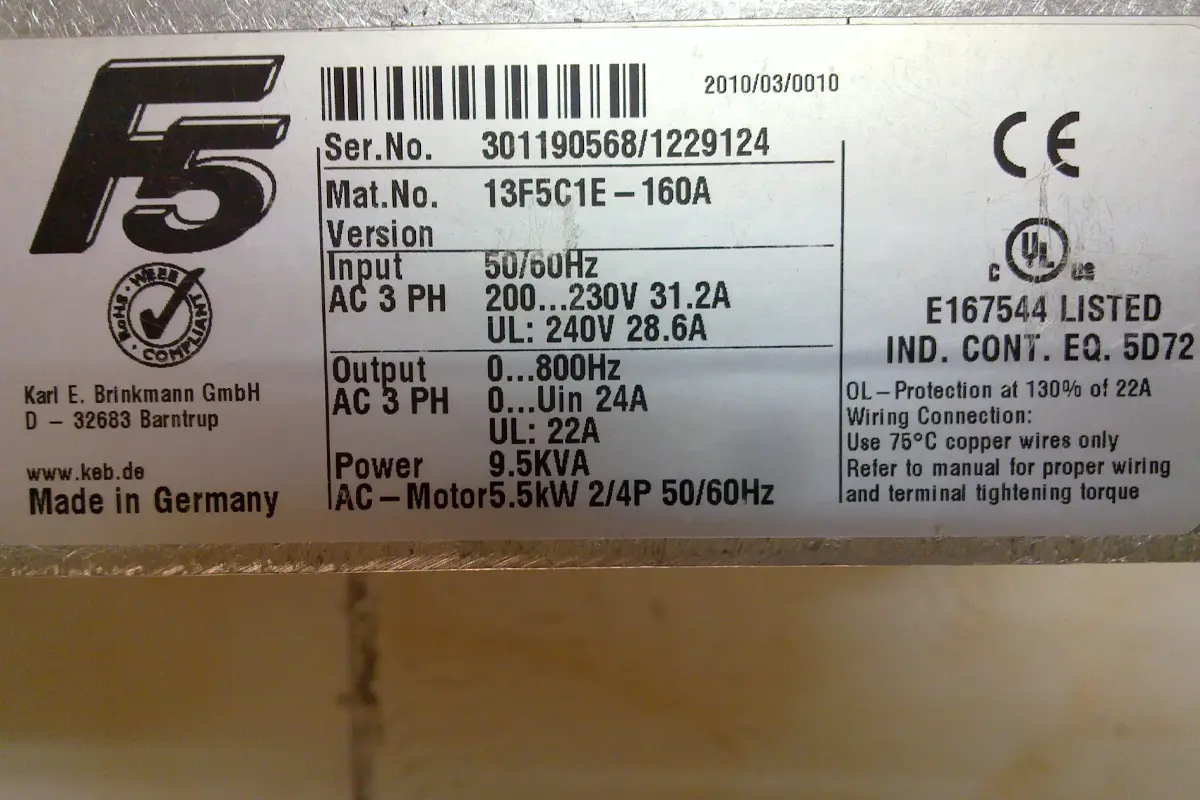 F5
2010/03/0010
Ser.No. 301190568/1229124
Mat.No. 13F5C1E–160A
Version
Input 50/60Hz
AC 3 PH 200...230V 31.2A
UL: 240V 28.6A
Output 0...800Hz
AC 3 PH 0...Uin 24A
UL: 22A
Power 9.5KVA
AC–Motor5.5kW 2/4P 50/60Hz
RoHS · WEEE ·
COMPLIANT
Karl E. Brinkmann GmbH
D – 32683 Barntrup
www.keb.de
Made in Germany
CE
C UL US
E167544 LISTED
IND. CONT. EQ. 5D72
OL–Protection at 130% of 22A
Wiring Connection:
Use 75°C copper wires only
Refer to manual for proper wiring
and terminal tightening torque